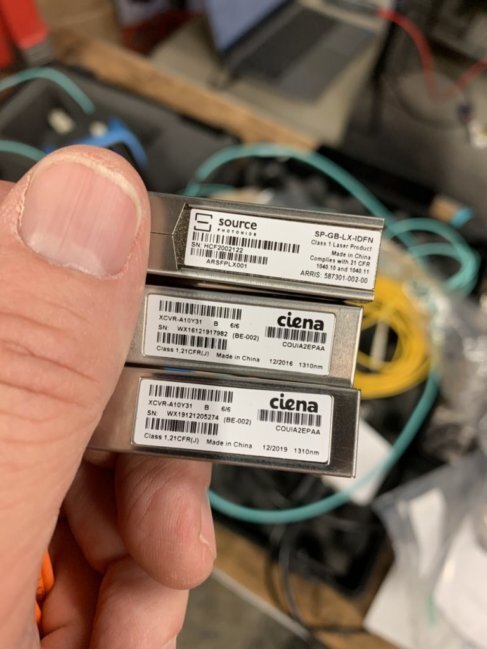 source
PHOTONICS
SN: HCF2002122
ARSFPLX001
SP-GB-LX-IDFN
Class 1 Laser Product
Made in China
Complies with 21 CFR
1040.10 and 1040.11
ARRIS: 587301-002-00
XCVR-A10Y31 B 6/6
SN: WX16121917982 (BE-002)
Class 1,21CFR(J) Made in China 12/2016 1310nm
ciena
COUIA2EPAA
XCVR-A10Y31 B 6/6
SN: WX19121205274 (BE-002)
Class 1,21CFR(J) Made in China 12/2019 1310nm
ciena
COUIA2EPAA